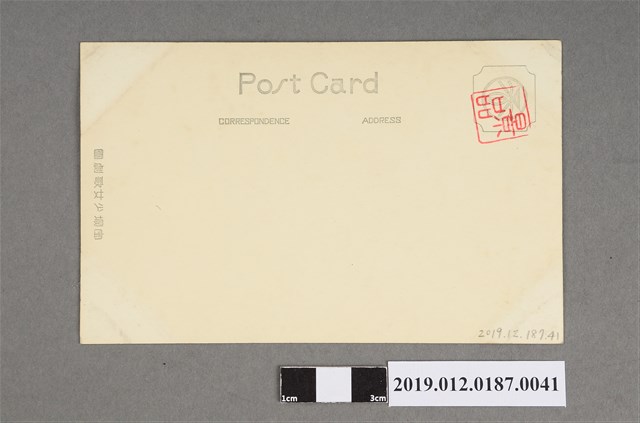 Post Card
CORRESPONDENCE
ADDRESS
2019.12.187.41
1cm
3cm
2019.012.0187.0041